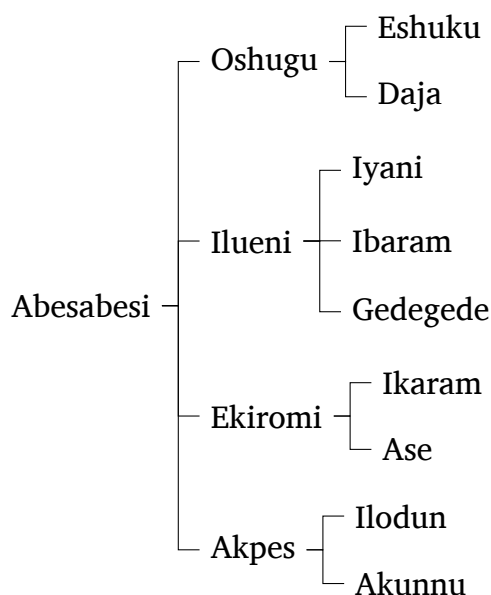 Eshuku
Oshugu
Daja
Iyani
Ilueni
Ibaram
Abesabesi
Gedegede
Ikaram
Ekiromi
Ase
Ilodun
Akpes
Akunnu